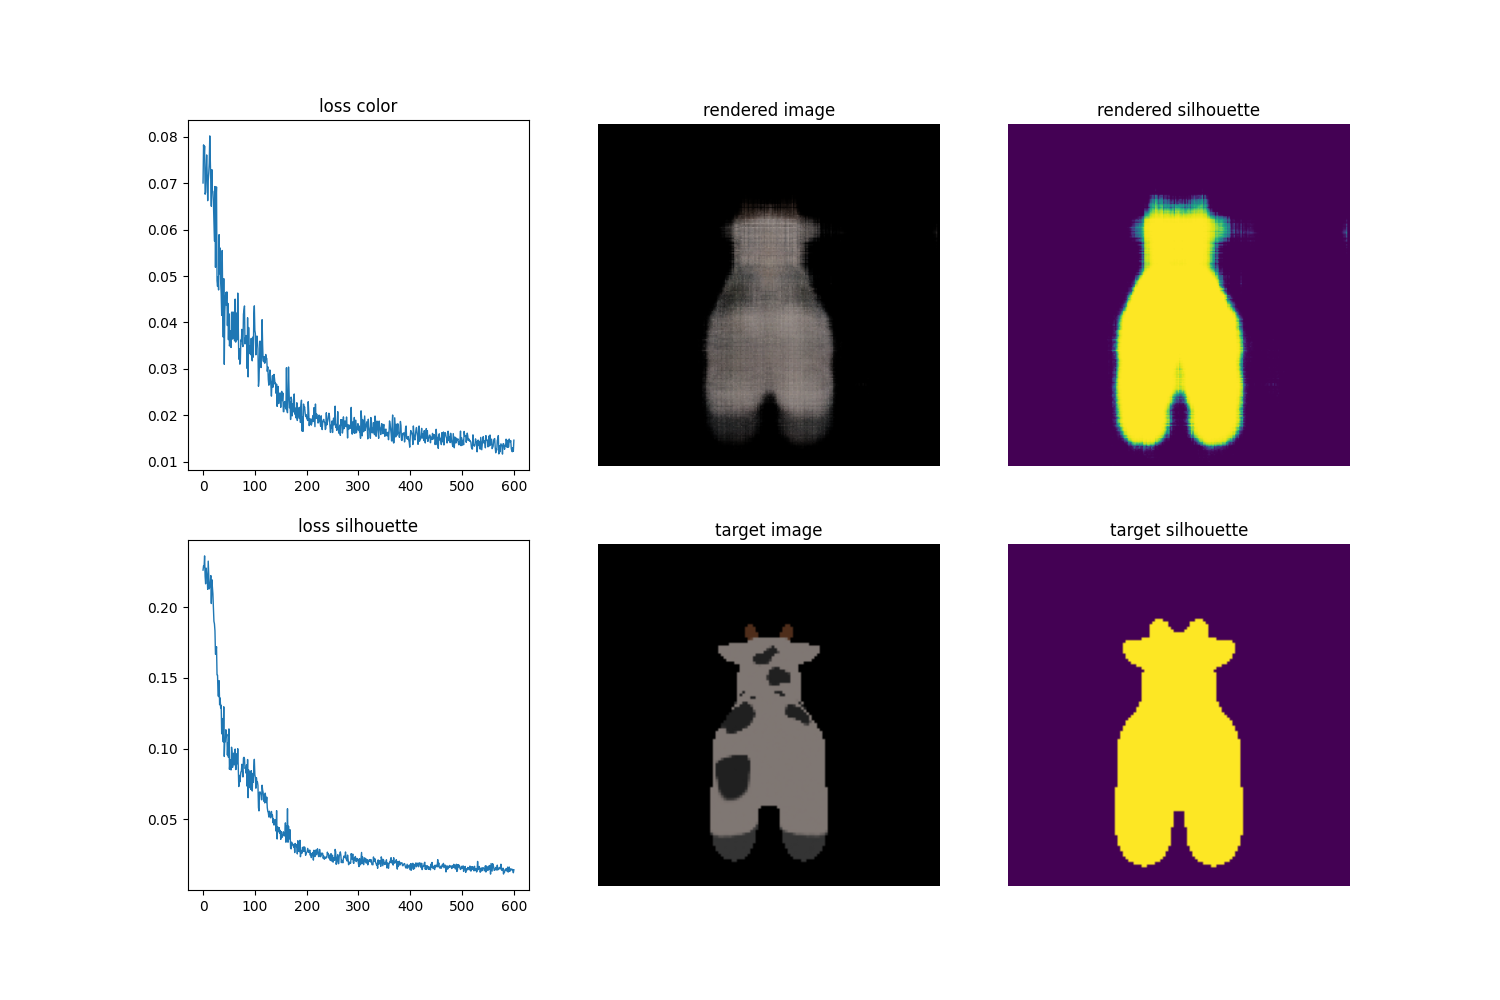 loss color
0.08
0.07
0.06
0.05
0.04
0.03
0.02
0.01
0 100 200 300 400 500 600
rendered image
rendered silhouette
loss silhouette
0.20
0.15
0.10
0.05
0 100 200 300 400 500 600
target image
target silhouette